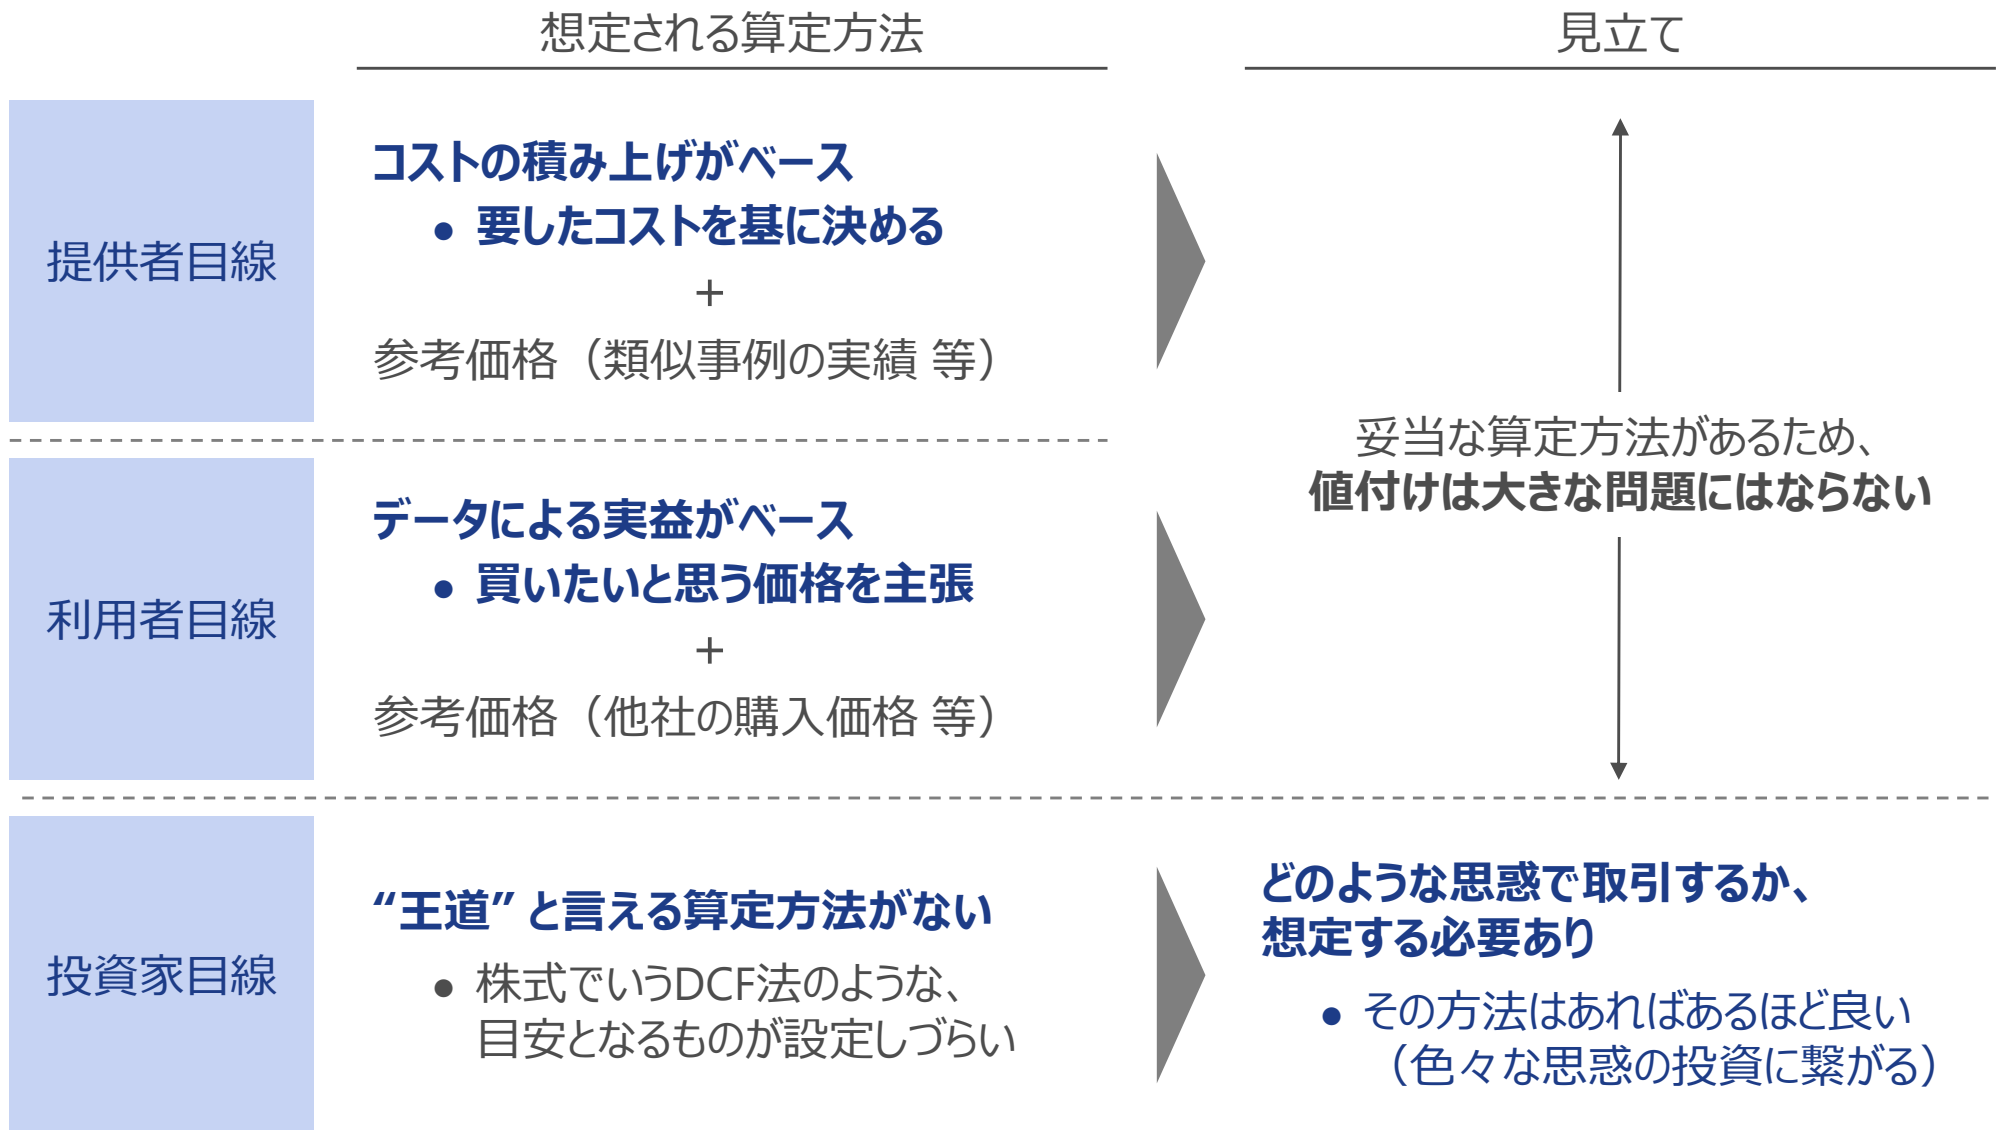 想定される算定方法
見立て
提供者目線
コストの積み上げがベース
● 要したコストを基に決める
+
参考価格（類似事例の実績 等）
利用者目線
データによる実益がベース
● 買いたいと思う価格を主張
+
参考価格（他社の購入価格 等）
妥当な算定方法があるため、
値付けは大きな問題にはならない
投資家目線
“王道” と言える算定方法がない
● 株式でいうDCF法のような、
目安となるものが設定しづらい
どのような思惑で取引するか、
想定する必要あり
● その方法はあればあるほど良い
（色々な思惑の投資に繋がる）